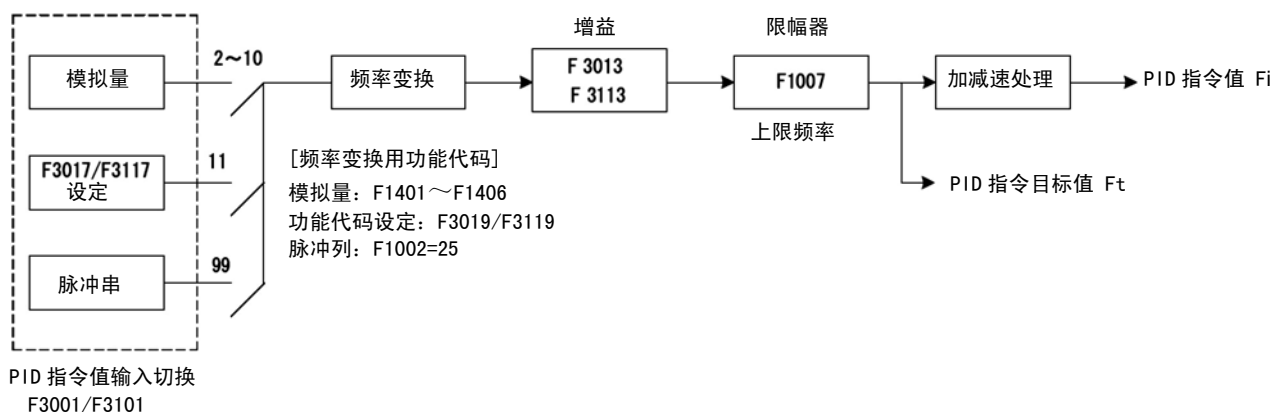 增益
限幅器
模拟量
2～10
频率变换
F 3013
F 3113
F1007
加减速处理
PID 指令值 Fi
上限频率
F3017/F3117
设定
11
[频率变换用功能代码]
模拟量：F1401～F1406
功能代码设定：F3019/F3119
脉冲列：F1002=25
PID 指令目标值 Ft
脉冲串
99
PID 指令值输入切换
F3001/F3101